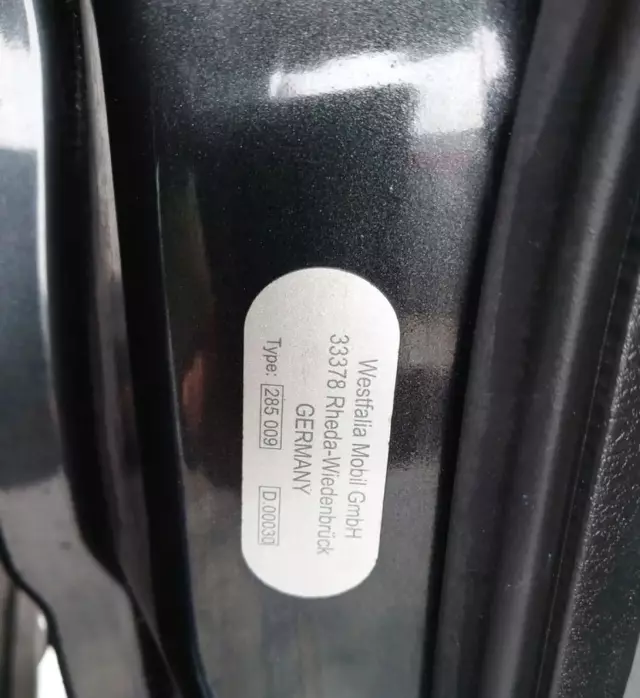 Westfalia Mobil GmbH
33378 Rheda-Wiedenbrück
GERMANY
Type: 285 009 D 00030